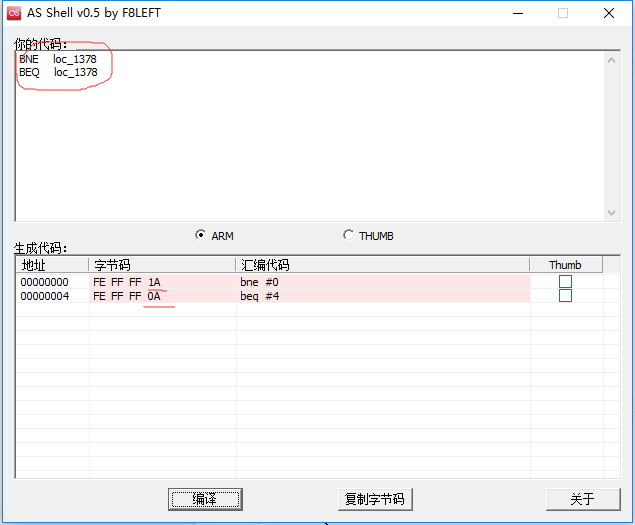 AS Shell v0.5 by F8LEFT
你的代码：
BNE loc_1378
BEQ loc_1378
ARM THUMB
生成代码：
地址 字节码 汇编代码 Thumb
00000000 FE FF FF 1A bne #0
00000004 FE FF FF 0A beq #4
编译 复制字节码 关于